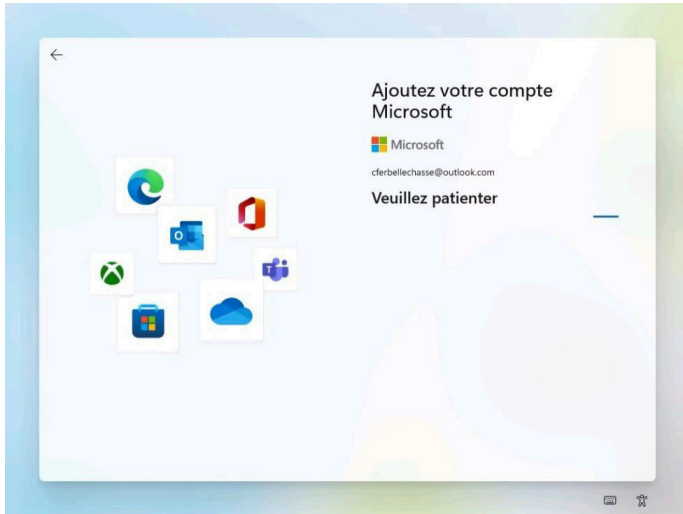 Ajoutez votre compte
Microsoft
Microsoft
cferbellechasse@outlook.com
Veuillez patienter